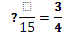 ?□/15 = 3/4